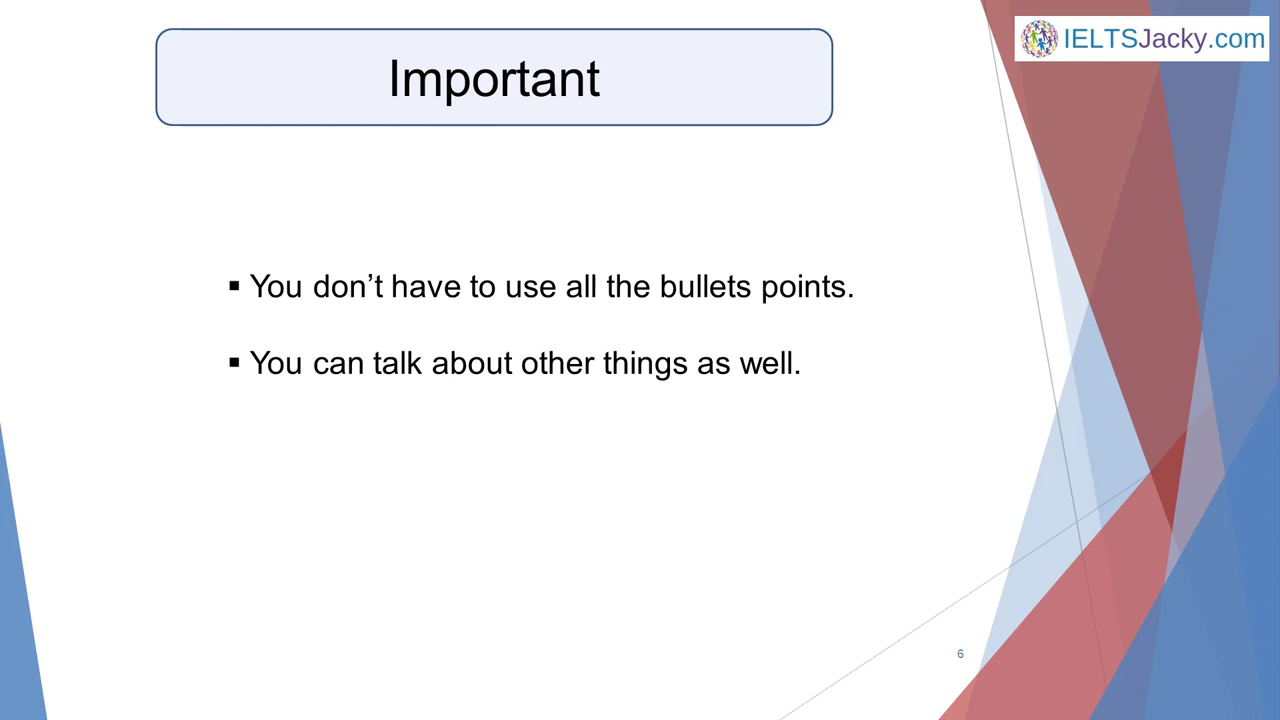 IELTSJacky.com
Important
▪ You don’t have to use all the bullets points.
▪ You can talk about other things as well.
6